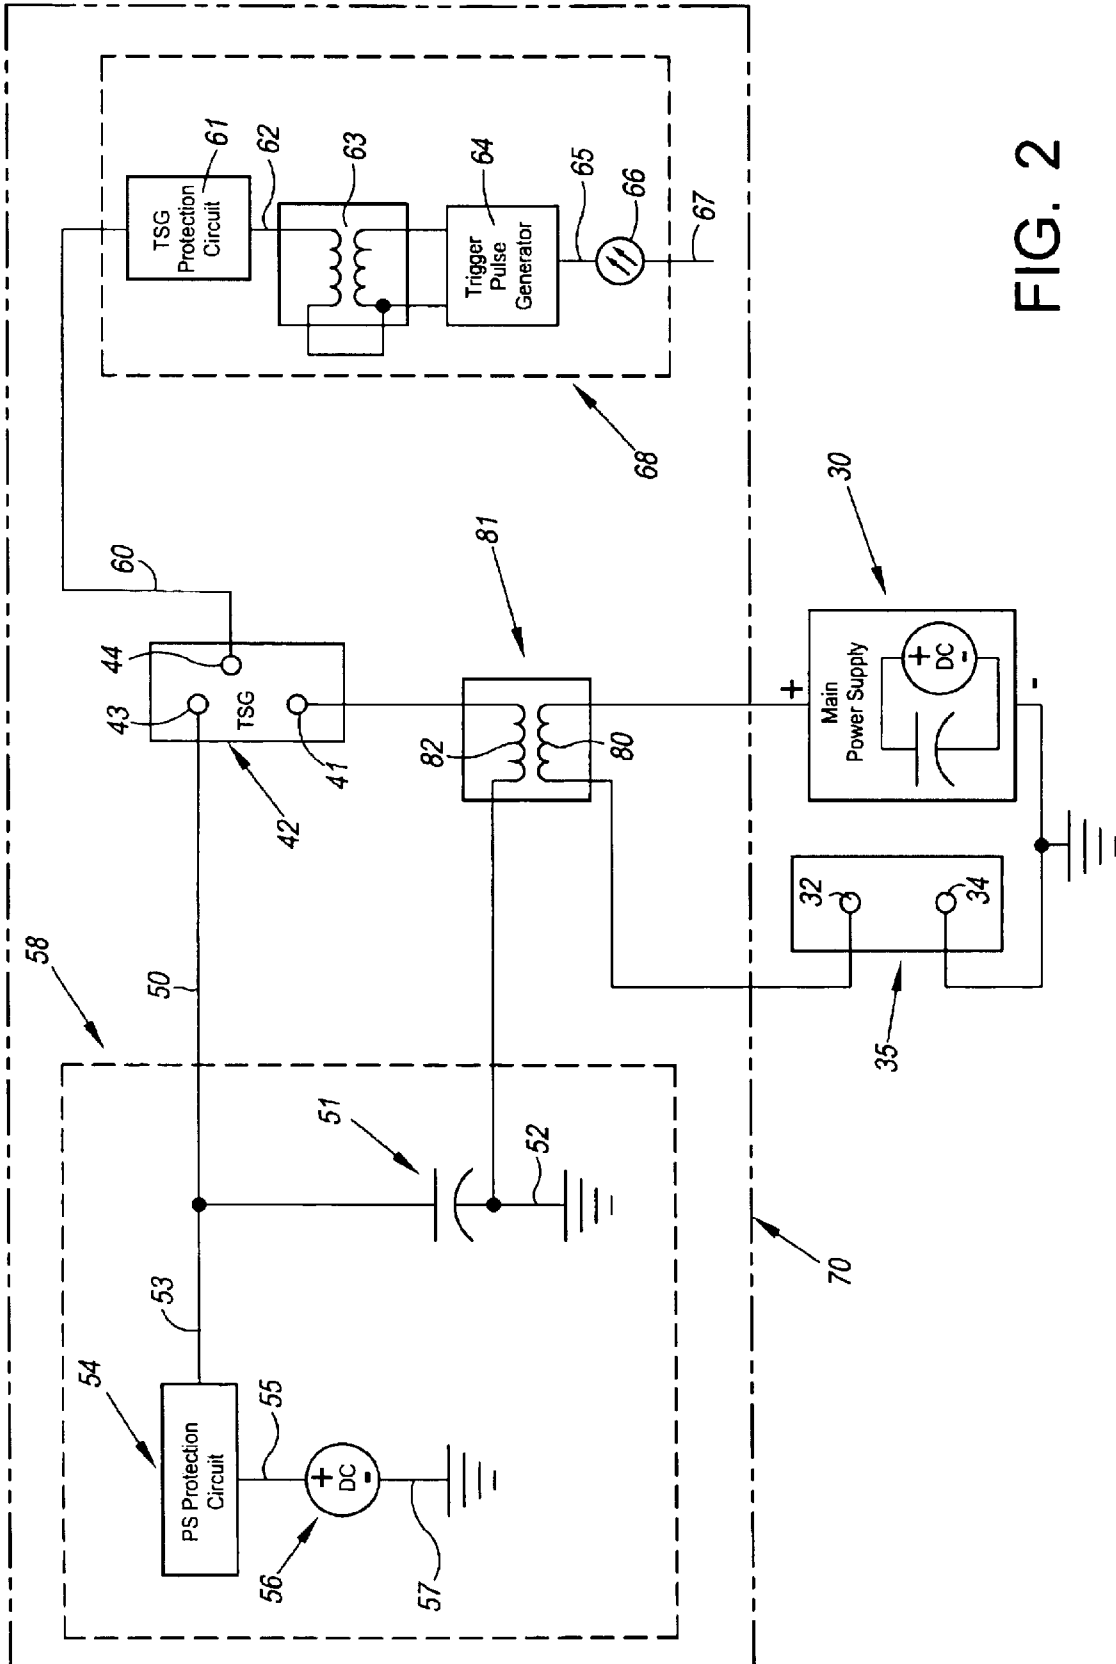 58
50
53
54
PS Protection
Circuit
55
+
DC
-
56
57
51
52
70
43
44
TSG
41
42
60
TSG
Protection
Circuit
61
62
63
Trigger
Pulse
Generator
64
65
66
67
68
81
82
80
30
+
Main
Power Supply
+
DC
-
-
32
34
35
FIG. 2